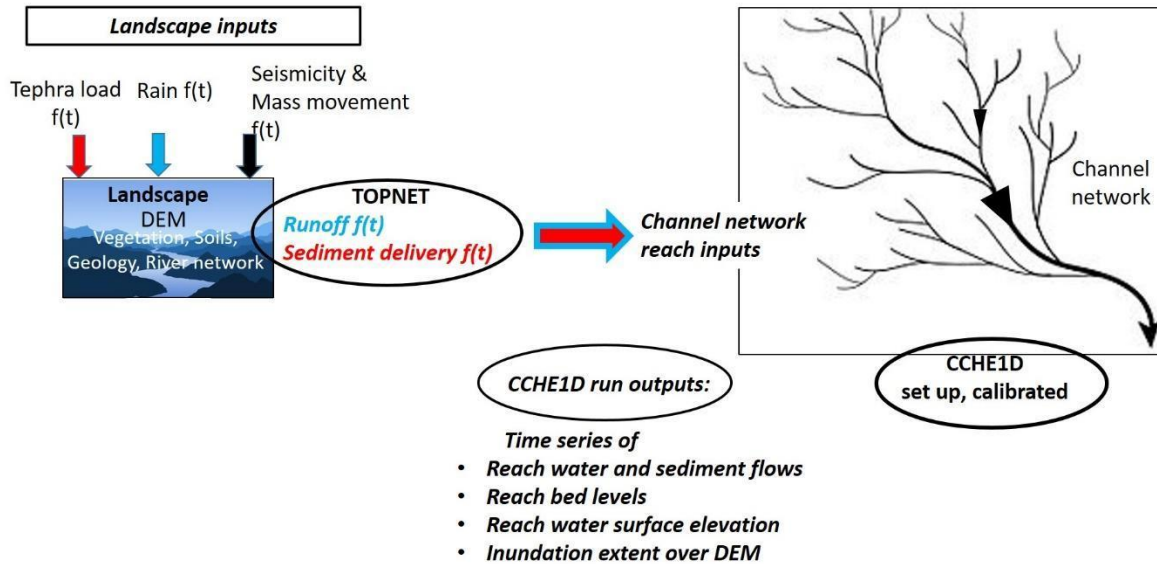 Landscape inputs
Tephra load
f(t)
Rain f(t)
Seismicity &
Mass movement
f(t)
Landscape
DEM
Vegetation, Soils,
Geology, River network
TOPNET
Runoff f(t)
Sediment delivery f(t)
Channel network
reach inputs
Channel
network
CCHE1D
set up, calibrated
CCHE1D run outputs:
Time series of
• Reach water and sediment flows
• Reach bed levels
• Reach water surface elevation
• Inundation extent over DEM